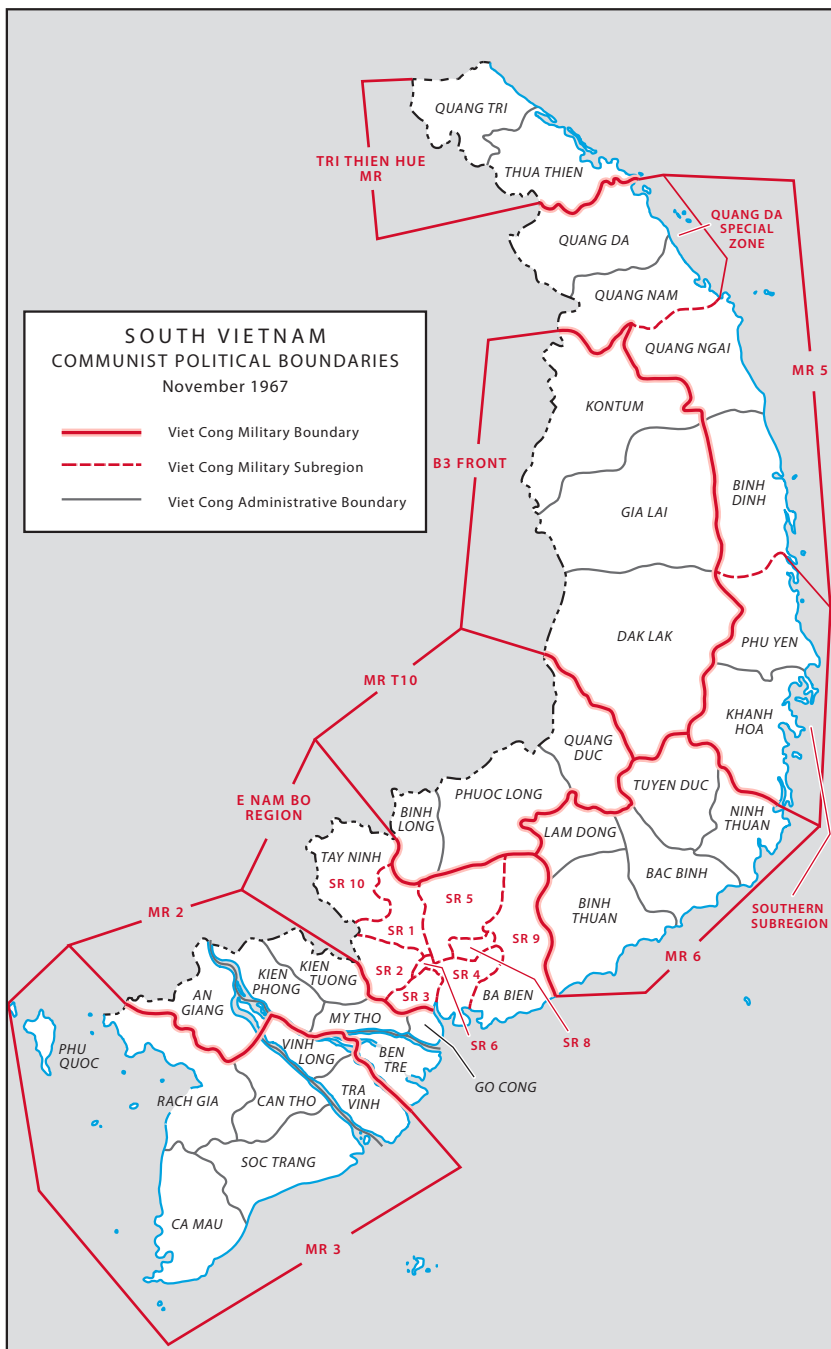 QUANG TRI
TRI THIEN HUE
MR
THUA THIEN
QUANG DA
SPECIAL
ZONE
QUANG DA
QUANG NAM
SOUTH VIETNAM
COMMUNIST POLITICAL BOUNDARIES
November 1967
Viet Cong Military Boundary
Viet Cong Military Subregion
Viet Cong Administrative Boundary
QUANG NGAI
MR 5
KONTUM
B3 FRONT
BINH
DINH
GIA LAI
DAK LAK
PHU YEN
MR T10
KHANH
HOA
QUANG
DUC
E NAM BO
REGION
PHUOC LONG
TUYEN DUC
BINH
LONG
NINH
THUAN
LAM DONG
TAY NINH
SR 10
BAC BINH
SR 5
BINH
THUAN
SOUTHERN
SUBREGION
MR 2
SR 1
SR 9
MR 6
KIEN
TUONG
KIEN
PHONG
SR 2
SR 4
AN
GIANG
SR 3
BA BIEN
MY THO
SR 6
SR 8
PHU
QUOC
VINH
LONG
BEN
TRE
GO CONG
RACH GIA
CAN THO
TRA
VINH
SOC TRANG
CA MAU
MR 3